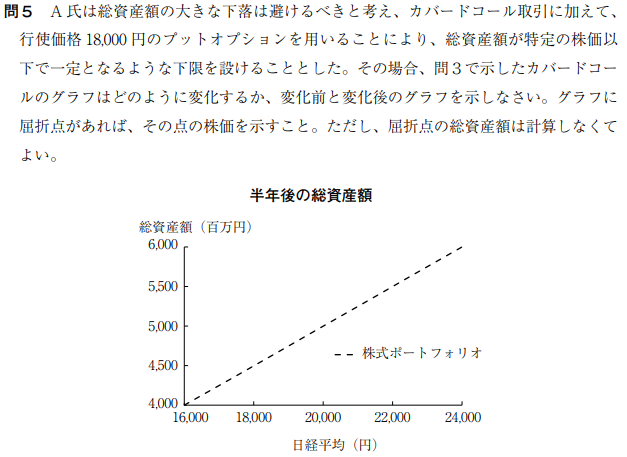 問5 A 氏は総資産額の大きな下落は避けるべきと考え、カバードコール取引に加えて、
行使価格 18,000 円のプットオプションを用いることにより、総資産額が特定の株価以
下で一定となるような下限を設けることとした。その場合、問3で示したカバードコー
ルのグラフはどのように変化するか、変化前と変化後のグラフを示しなさい。グラフに
屈折点があれば、その点の株価を示すこと。ただし、屈折点の総資産額は計算しなくて
よい。
半年後の総資産額
総資産額（百万円）
6,000
5,500
5,000
4,500
4,000
株式ポートフォリオ
16,000 18,000 20,000 22,000 24,000
日経平均（円）